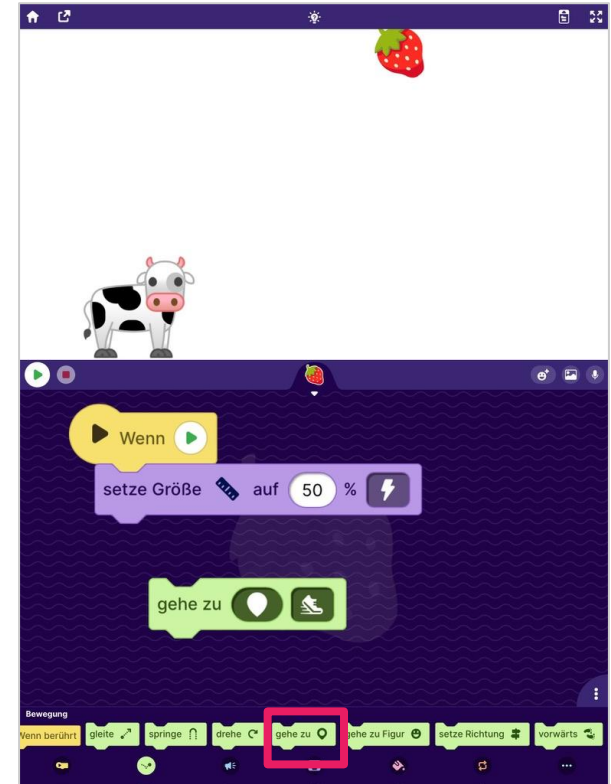 Wenn
setze Größe auf 50 %
gehe zu
Bewegung
Wenn berührt gleite springe drehe gehe zu gehe zu Figur setze Richtung vorwärts